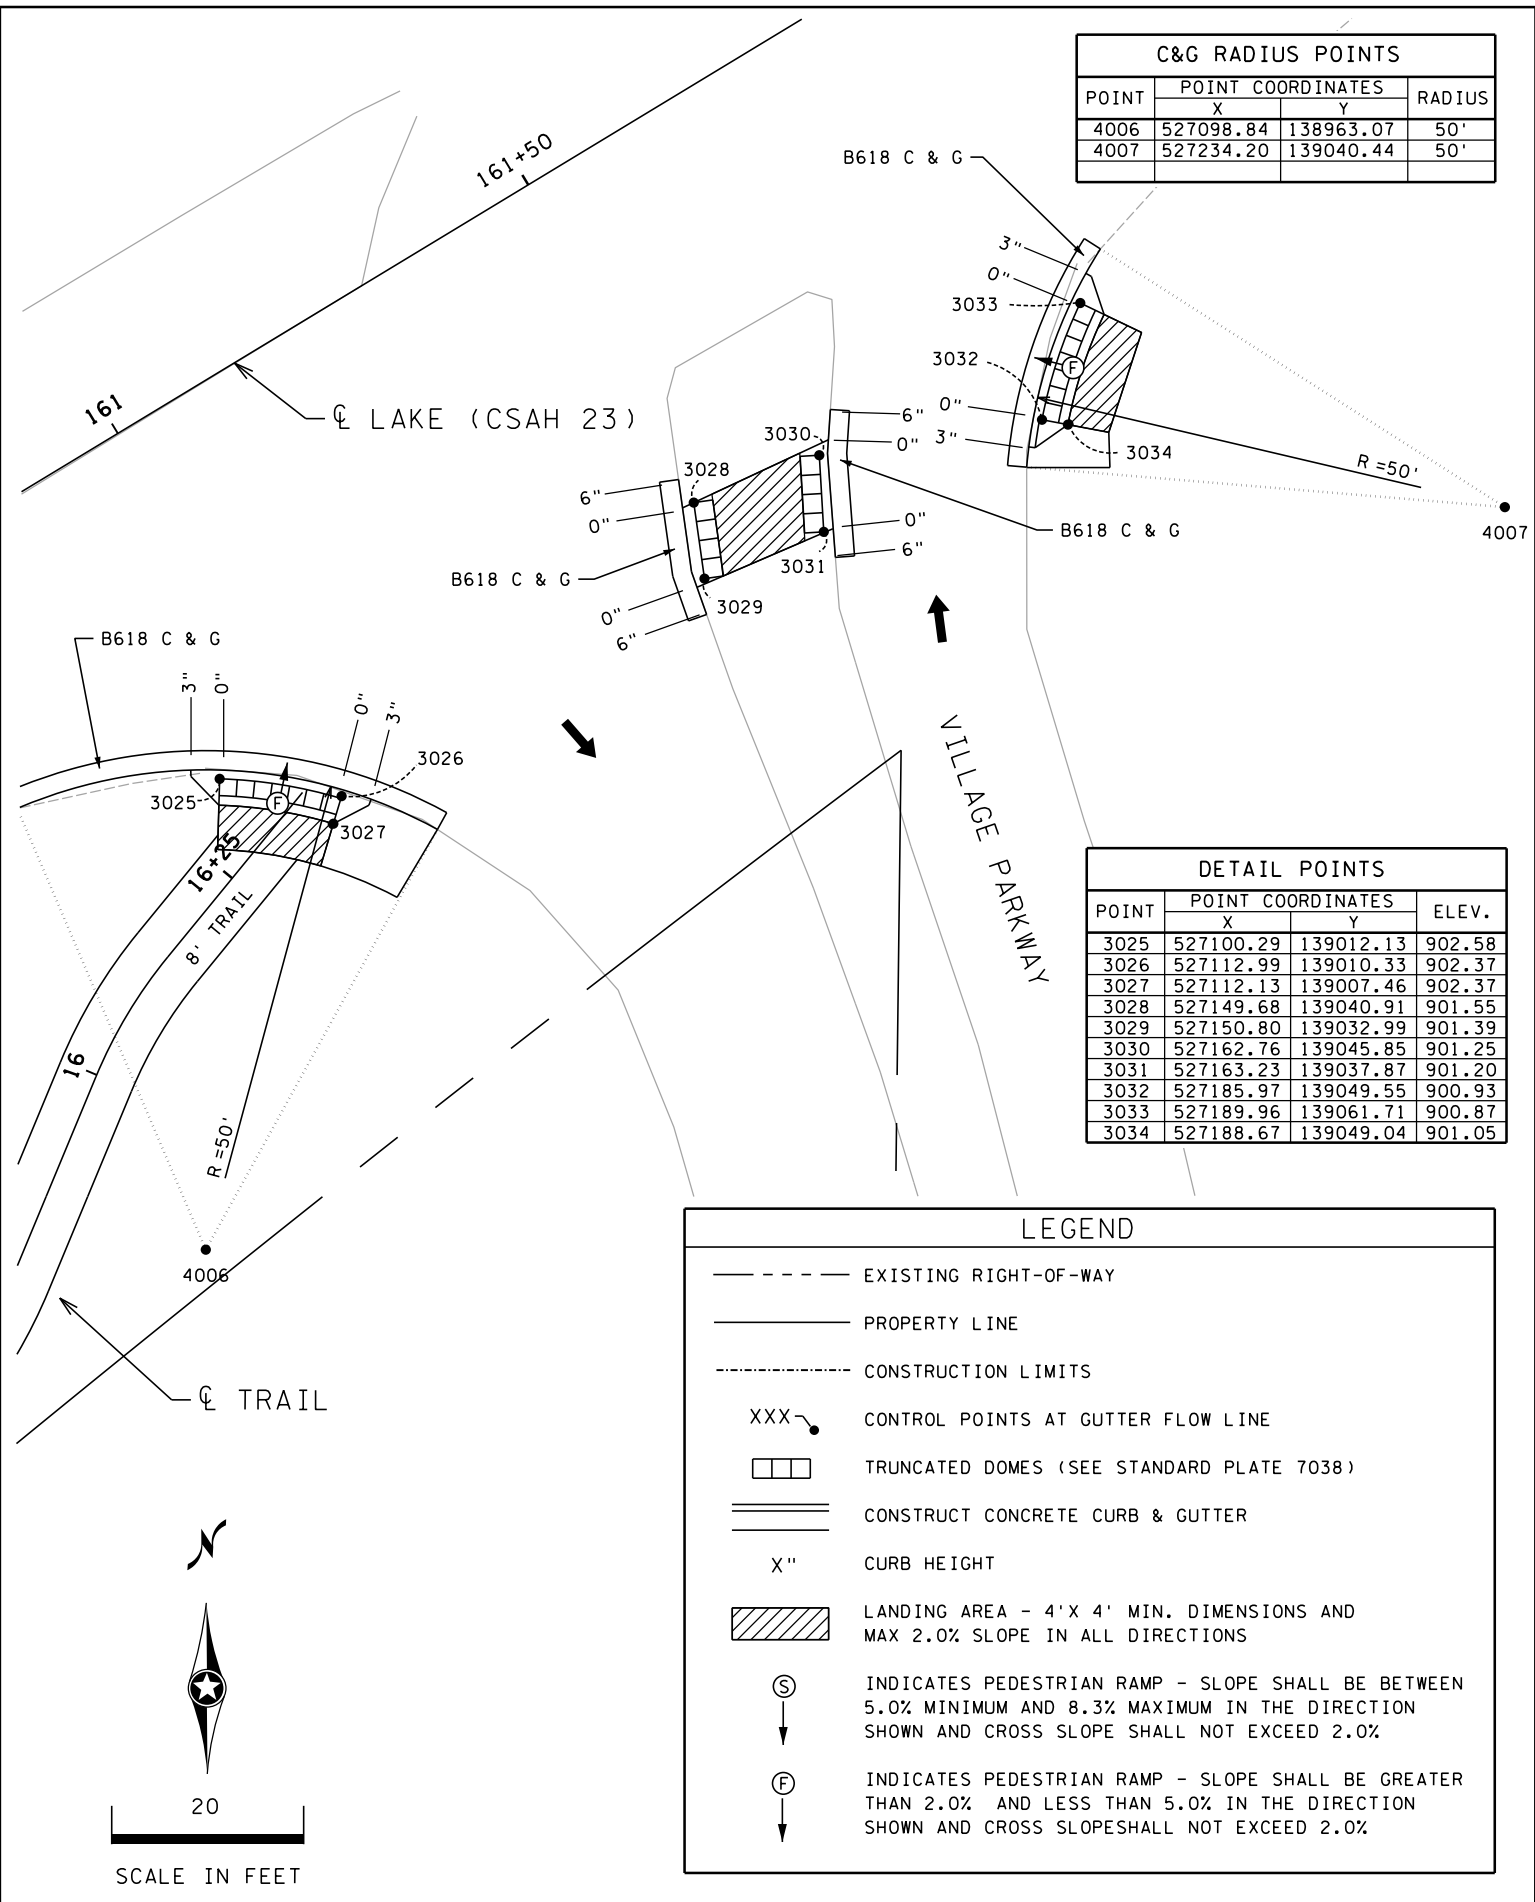 C&G RADIUS POINTS
POINT POINT COORDINATES RADIUS
X Y
4006 527098.84 138963.07 50'
4007 527234.20 139040.44 50'
161+50
B618 C & G
3"
0"
3033
3032
F
0"
3"
3034
R =50'
4007
161
℄ LAKE (CSAH 23)
3030
6"
0"
3028
6"
0"
0"
6"
B618 C & G
3031
B618 C & G
3029
0"
6"
B618 C & G
3"
0"
0"
3"
3026
3025
F
3027
16+25
8' TRAIL
16
R =50'
4006
℄ TRAIL
VILLAGE PARKWAY
DETAIL POINTS
POINT POINT COORDINATES ELEV.
X Y
3025 527100.29 139012.13 902.58
3026 527112.99 139010.33 902.37
3027 527112.13 139007.46 902.37
3028 527149.68 139040.91 901.55
3029 527150.80 139032.99 901.39
3030 527162.76 139045.85 901.25
3031 527163.23 139037.87 901.20
3032 527185.97 139049.55 900.93
3033 527189.96 139061.71 900.87
3034 527188.67 139049.04 901.05
LEGEND
EXISTING RIGHT-OF-WAY
PROPERTY LINE
CONSTRUCTION LIMITS
XXX CONTROL POINTS AT GUTTER FLOW LINE
TRUNCATED DOMES (SEE STANDARD PLATE 7038)
CONSTRUCT CONCRETE CURB & GUTTER
X" CURB HEIGHT
LANDING AREA - 4'X 4' MIN. DIMENSIONS AND
MAX 2.0% SLOPE IN ALL DIRECTIONS
S INDICATES PEDESTRIAN RAMP - SLOPE SHALL BE BETWEEN
5.0% MINIMUM AND 8.3% MAXIMUM IN THE DIRECTION
SHOWN AND CROSS SLOPE SHALL NOT EXCEED 2.0%
F INDICATES PEDESTRIAN RAMP - SLOPE SHALL BE GREATER
THAN 2.0% AND LESS THAN 5.0% IN THE DIRECTION
SHOWN AND CROSS SLOPESHALL NOT EXCEED 2.0%
N
20
SCALE IN FEET